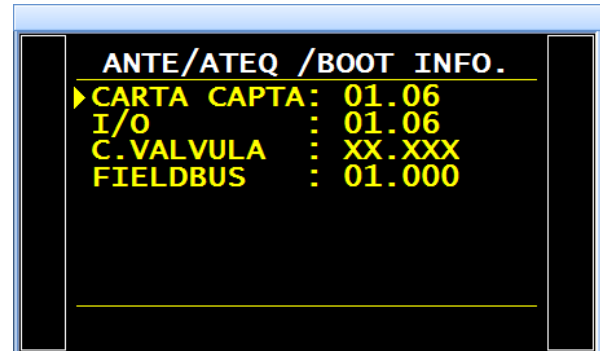 ANTE/ATEQ /BOOT INFO.
CARTA CAPTA: 01.06
I/O : 01.06
C.VALVULA : XX.XXX
FIELDBUS : 01.000